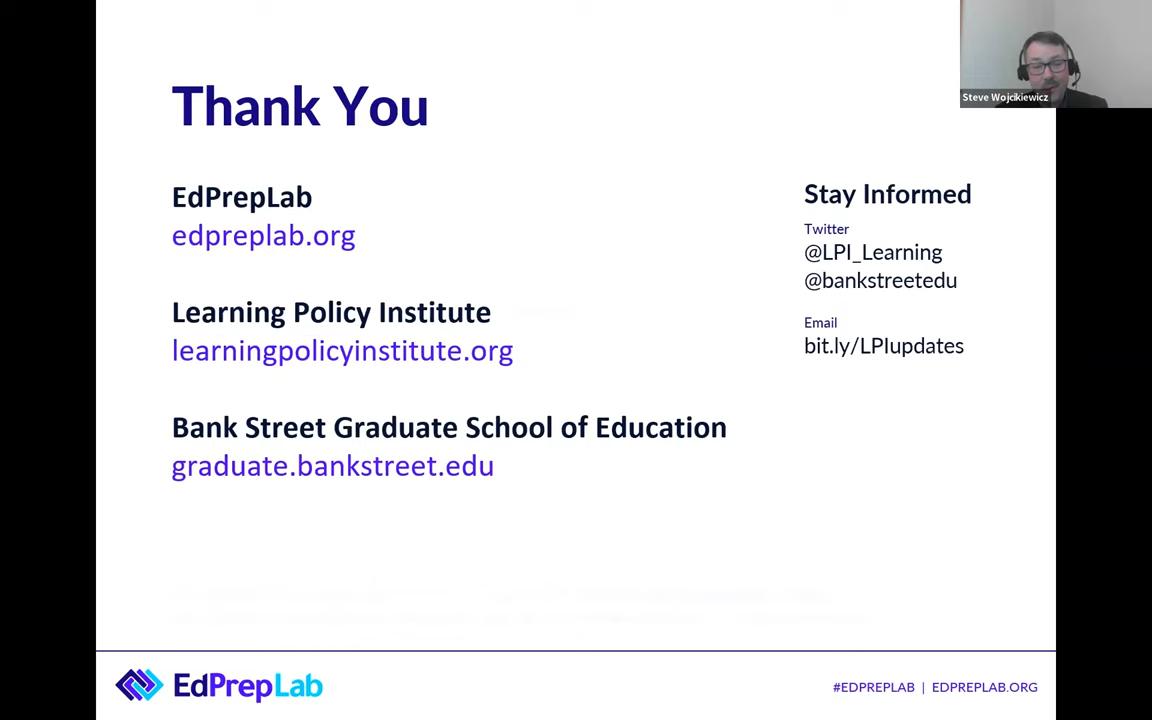 Thank You
EdPrepLab
edpreplab.org
Learning Policy Institute
learningpolicyinstitute.org
Bank Street Graduate School of Education
graduate.bankstreet.edu
Stay Informed
Twitter
@LPI_Learning
@bankstreetedu
Email
bit.ly/LPIupdates
Steve Wojcikiewicz
EdPrepLab
#EDPREPLAB | EDPREPLAB.ORG